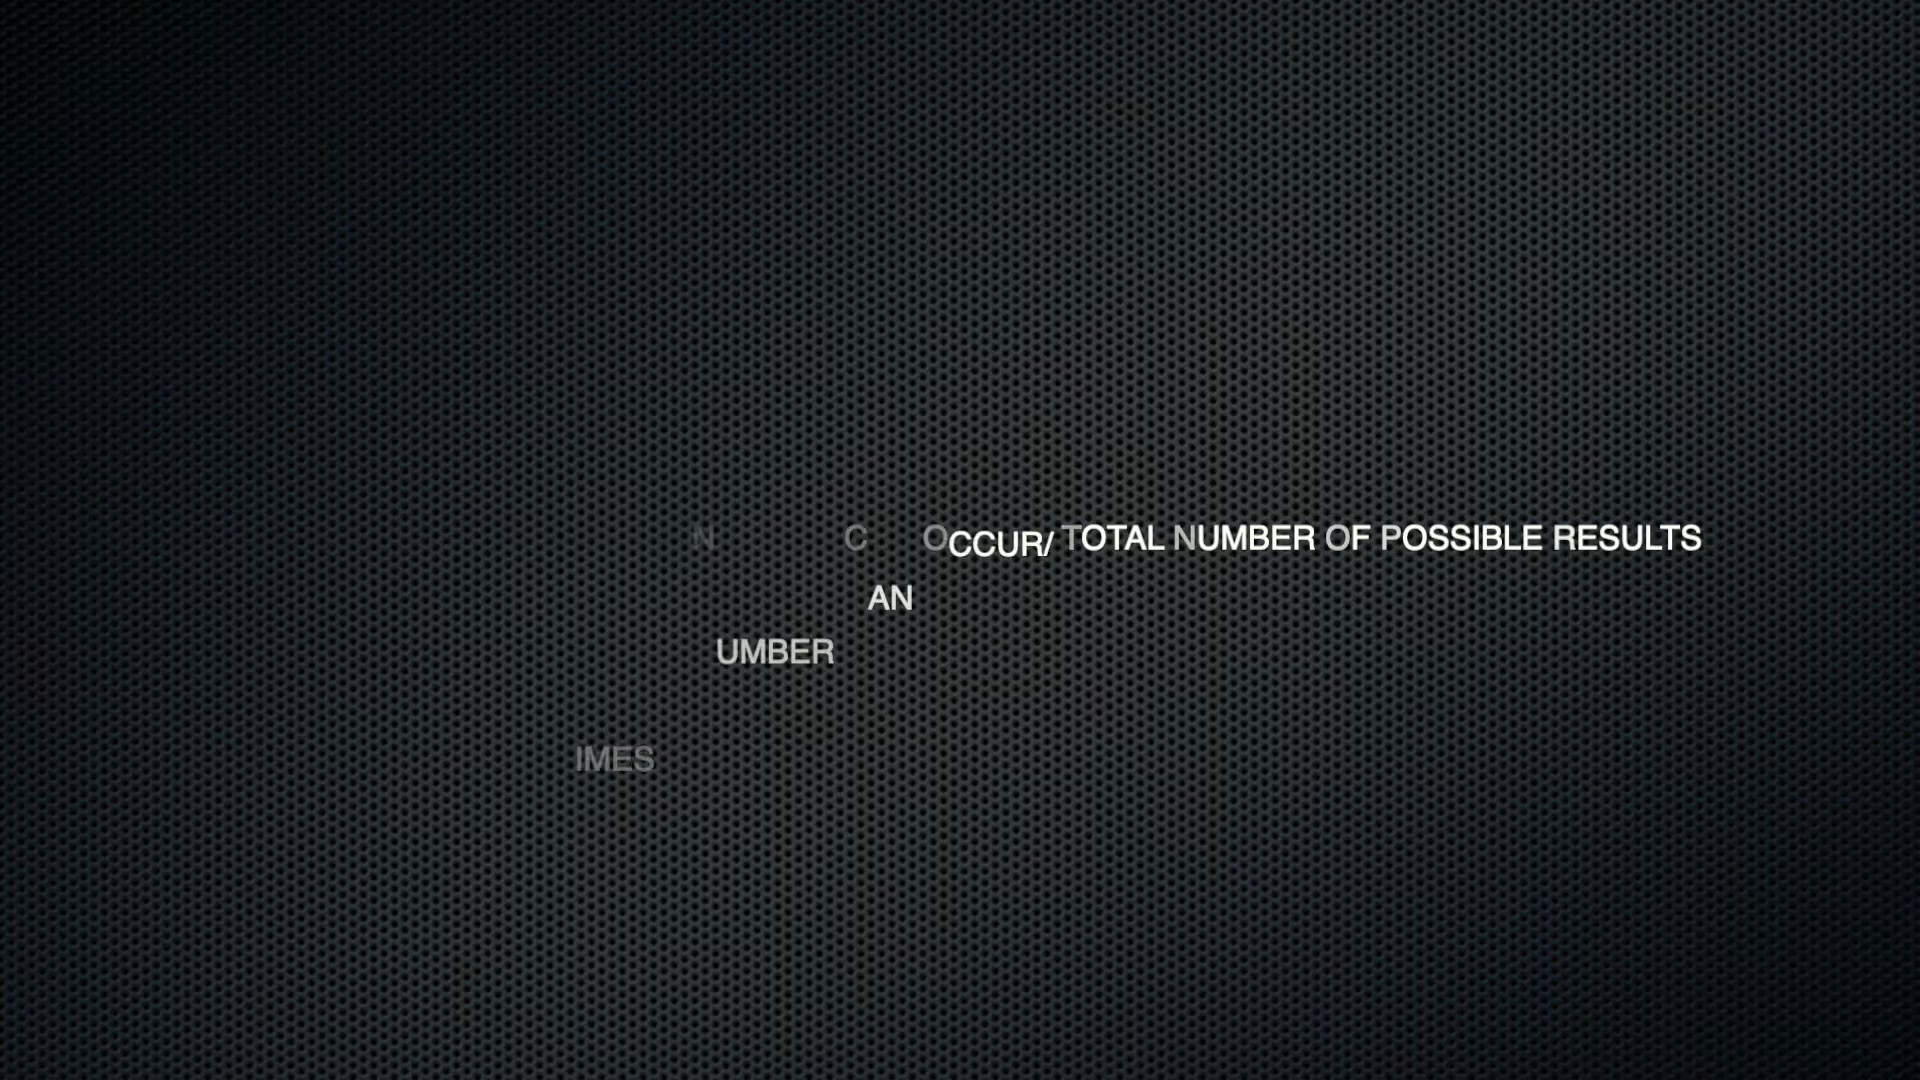 N C OCCUR/ TOTAL NUMBER OF POSSIBLE RESULTS
AN
UMBER
IMES